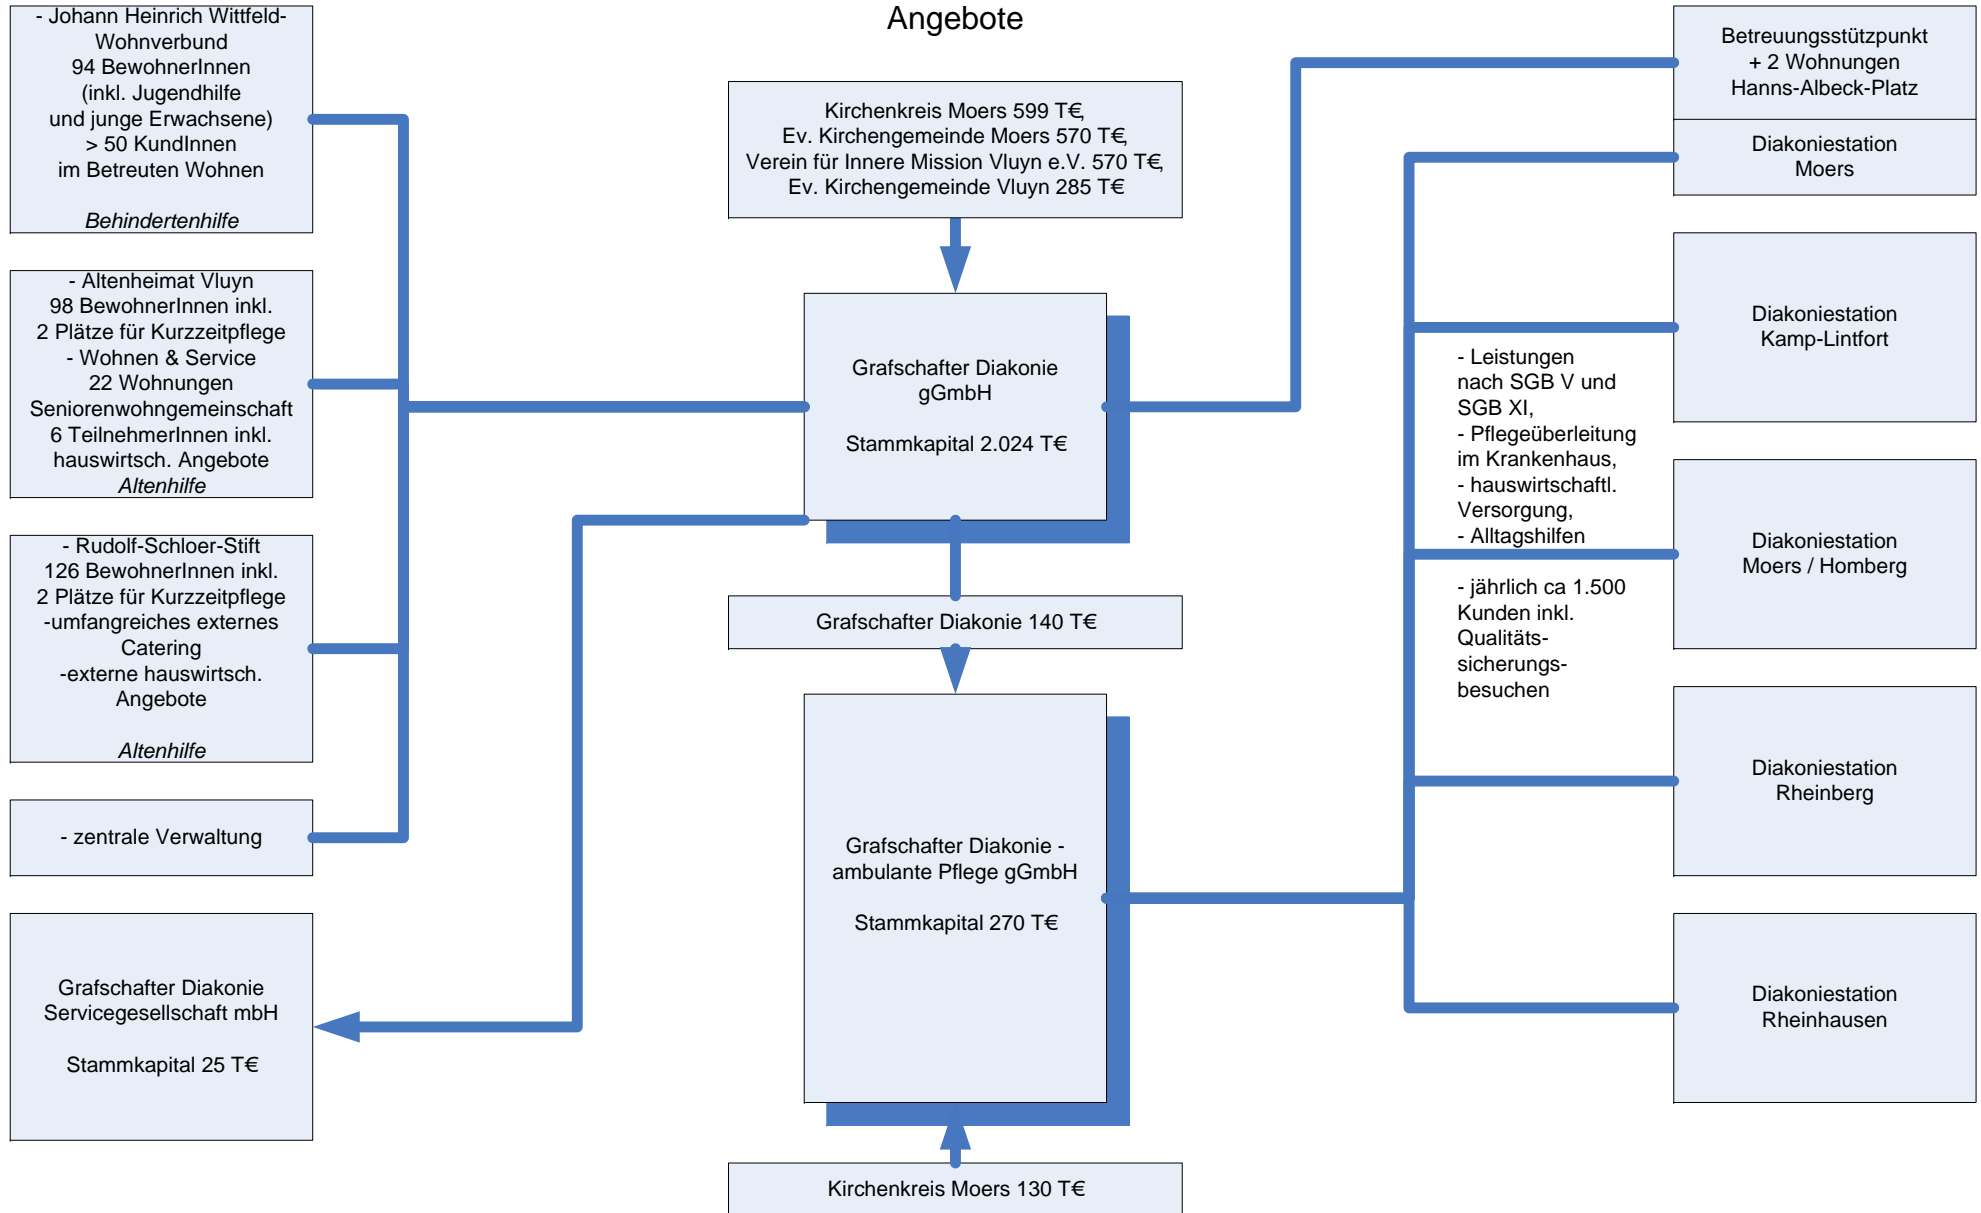 Angebote
- Johann Heinrich Wittfeld-
Wohnverbund
94 BewohnerInnen
(inkl. Jugendhilfe
und junge Erwachsene)
> 50 KundInnen
im Betreuten Wohnen
Behindertenhilfe
- Altenheimat Vluyn
98 BewohnerInnen inkl.
2 Plätze für Kurzzeitpflege
- Wohnen & Service
22 Wohnungen
Seniorenwohngemeinschaft
6 TeilnehmerInnen inkl.
hauswirtsch. Angebote
Altenhilfe
- Rudolf-Schloer-Stift
126 BewohnerInnen inkl.
2 Plätze für Kurzzeitpflege
-umfangreiches externes
Catering
-externe hauswirtsch.
Angebote
Altenhilfe
- zentrale Verwaltung
Grafschafter Diakonie
Servicegesellschaft mbH
Stammkapital 25 T€
Kirchenkreis Moers 599 T€,
Ev. Kirchengemeinde Moers 570 T€,
Verein für Innere Mission Vluyn e.V. 570 T€,
Ev. Kirchengemeinde Vluyn 285 T€
Grafschafter Diakonie
gGmbH
Stammkapital 2.024 T€
Grafschafter Diakonie 140 T€
Grafschafter Diakonie -
ambulante Pflege gGmbH
Stammkapital 270 T€
Kirchenkreis Moers 130 T€
- Leistungen
nach SGB V und
SGB XI,
- Pflegeüberleitung
im Krankenhaus,
- hauswirtschaftl.
Versorgung,
- Alltagshilfen
- jährlich ca 1.500
Kunden inkl.
Qualitäts-
sicherungs-
besuchen
Betreuungsstützpunkt
+ 2 Wohnungen
Hanns-Albeck-Platz
Diakoniestation
Moers
Diakoniestation
Kamp-Lintfort
Diakoniestation
Moers / Homberg
Diakoniestation
Rheinberg
Diakoniestation
Rheinhausen